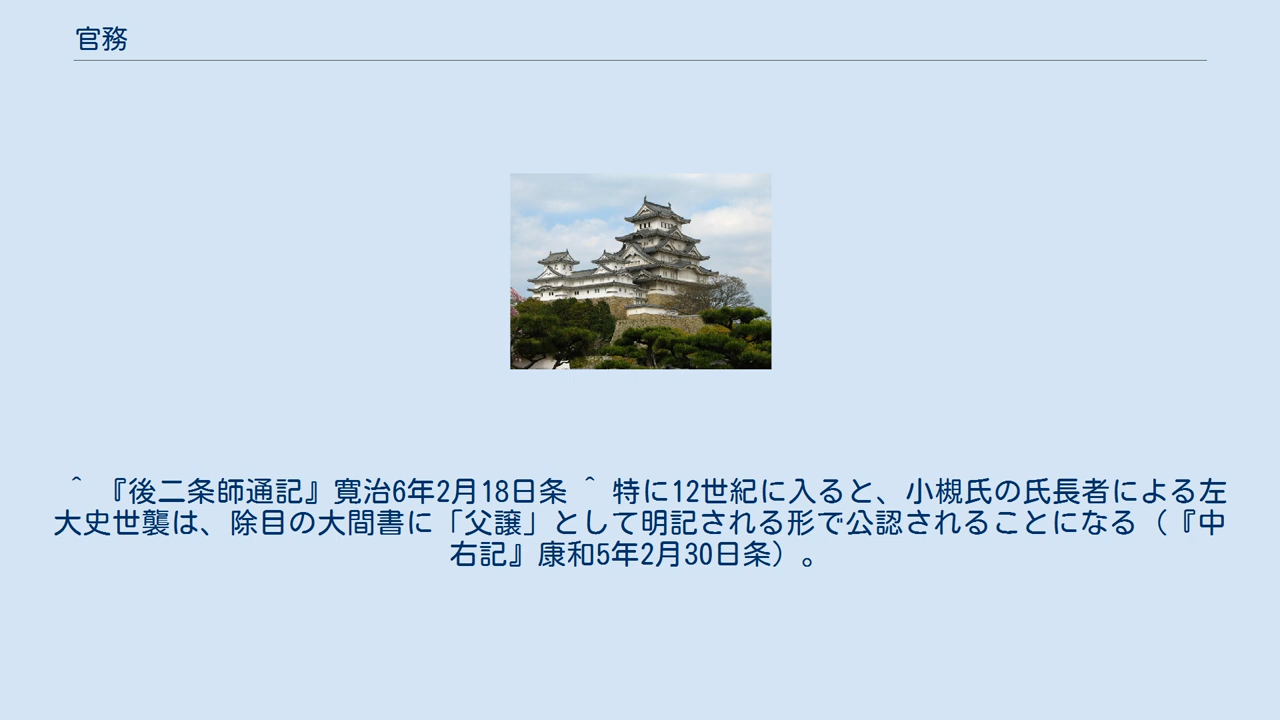 官務
＾ 『後二条師通記』寛治6年2月18日条 ＾ 特に12世紀に入ると、小槻氏の氏長者による左
大史世襲は、除目の大間書に「父譲」として明記される形で公認されることになる（『中
右記』康和5年2月30日条）。